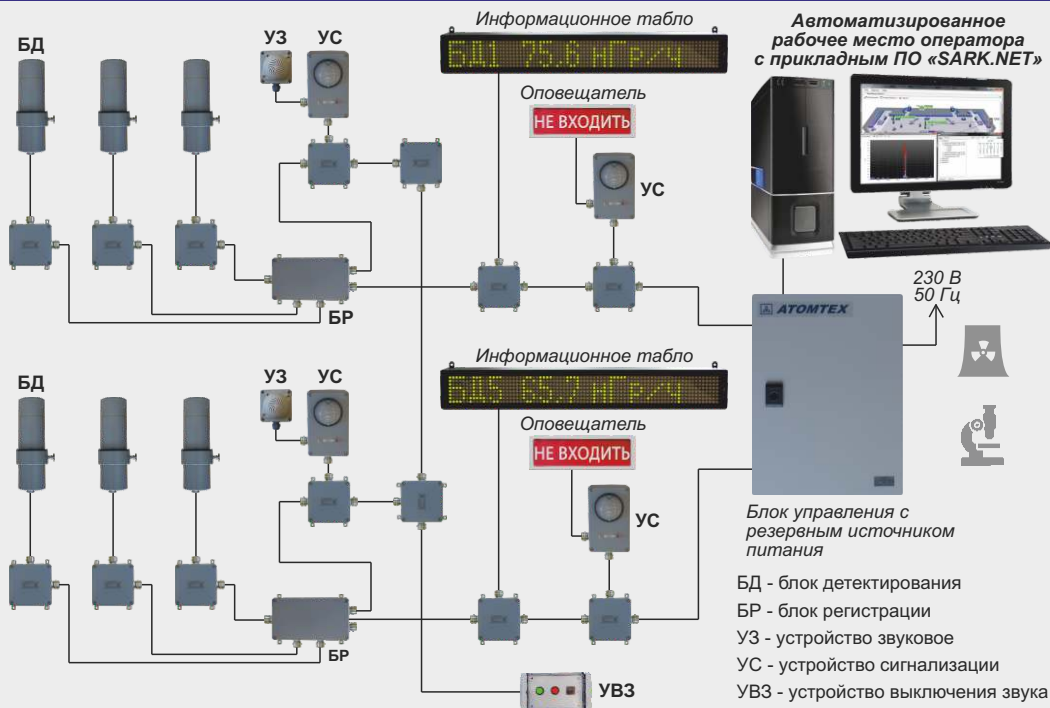 Информационное табло
БД
УЗ
УС
БД1 75.6 нГр/ч
Автоматизированное
рабочее место оператора
с прикладным ПО «SARK.NET»
Оповещатель
НЕ ВХОДИТЬ
УС
БР
230 В
50 Гц
ATOMTEX
Информационное табло
БД
УЗ
УС
БД5 65.7 нГр/ч
Оповещатель
НЕ ВХОДИТЬ
УС
БР
Блок управления с
резервным источником
питания
БД - блок детектирования
БР - блок регистрации
УЗ - устройство звуковое
УС - устройство сигнализации
УВЗ - устройство выключения звука
УВЗ